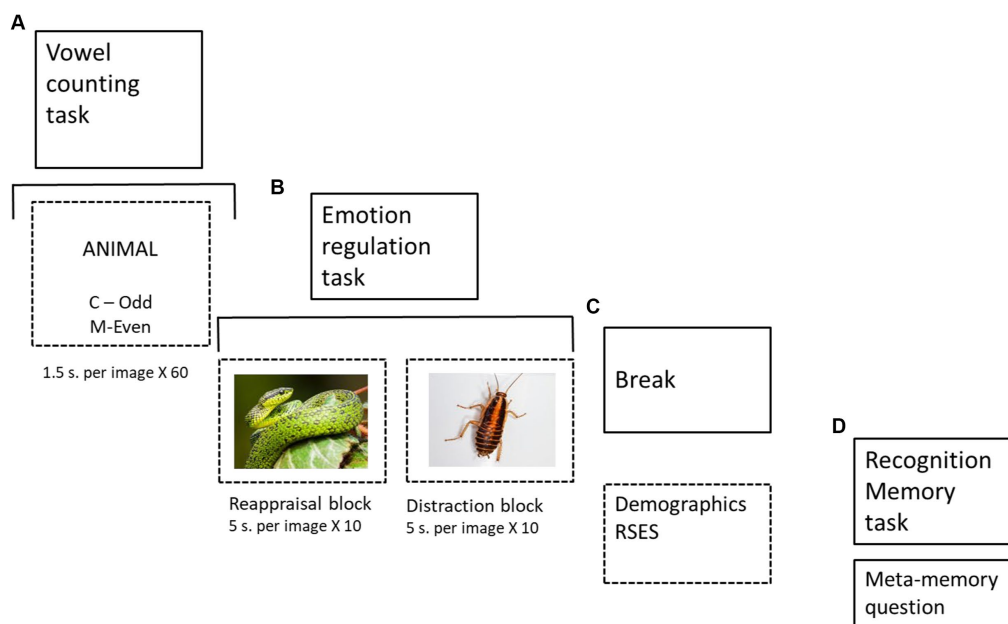 A
Vowel
counting
task
ANIMAL
C – Odd
M-Even
1.5 s. per image X 60
B
Emotion
regulation
task
Reappraisal block
5 s. per image X 10
Distraction block
5 s. per image X 10
C
Break
Demographics
RSES
D
Recognition
Memory
task
Meta-memory
question